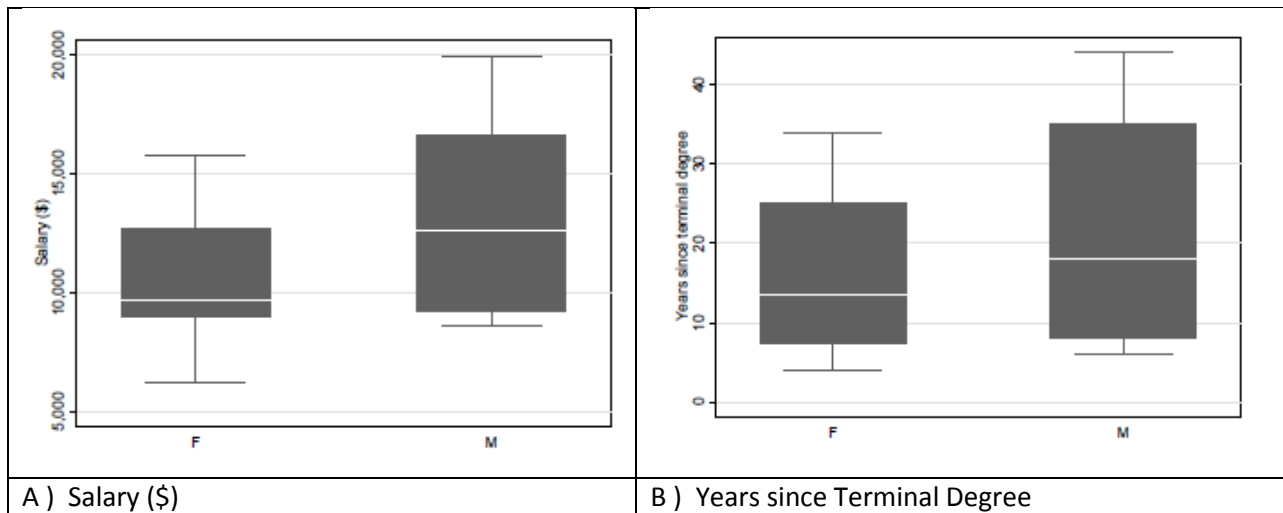 20,000
15,000
10,000
5,000
Salary ($)
F M
40
30
20
10
0
Years since terminal degree
F M
A ) Salary ($)
B ) Years since Terminal Degree